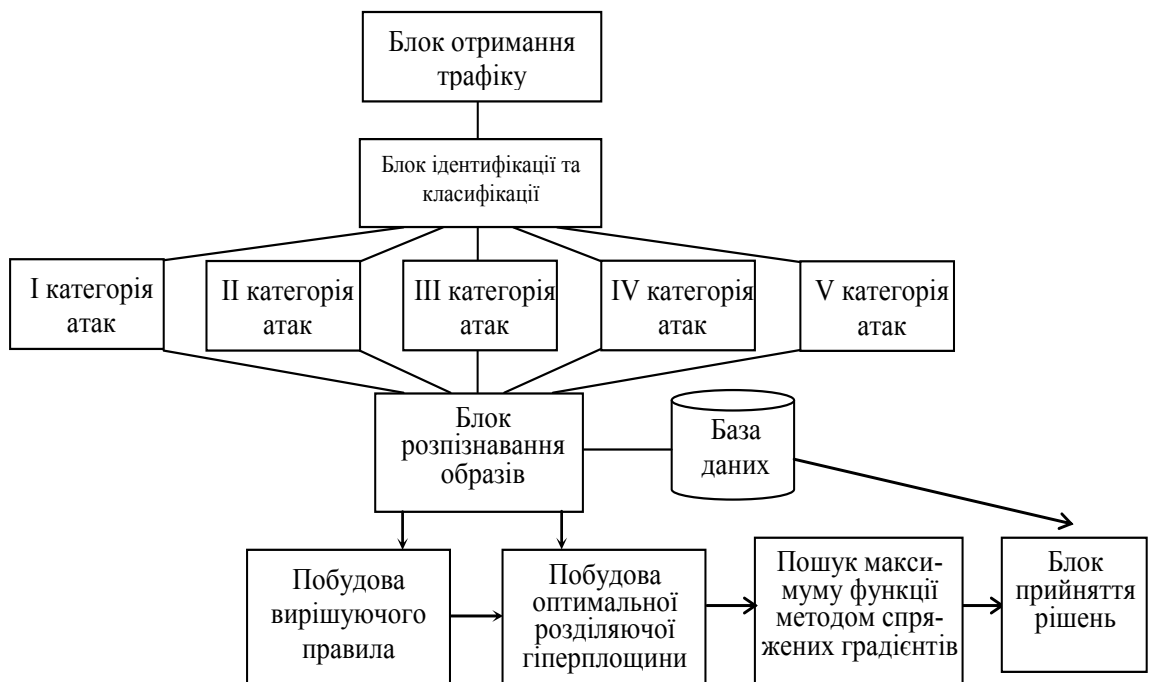 Блок отримання
трафіку
Блок ідентифікації та
класифікації
І категорія
атак
ІІ категорія
атак
ІІІ категорія
атак
IV категорія
атак
V категорія
атак
Блок
розпізнавання
образів
База
даних
Побудова
вирішуючого
правила
Побудова
оптимальної
розділяючої
гіперплощини
Пошук макси-
муму функції
методом спря-
жених градієнтів
Блок
прийняття
рішень